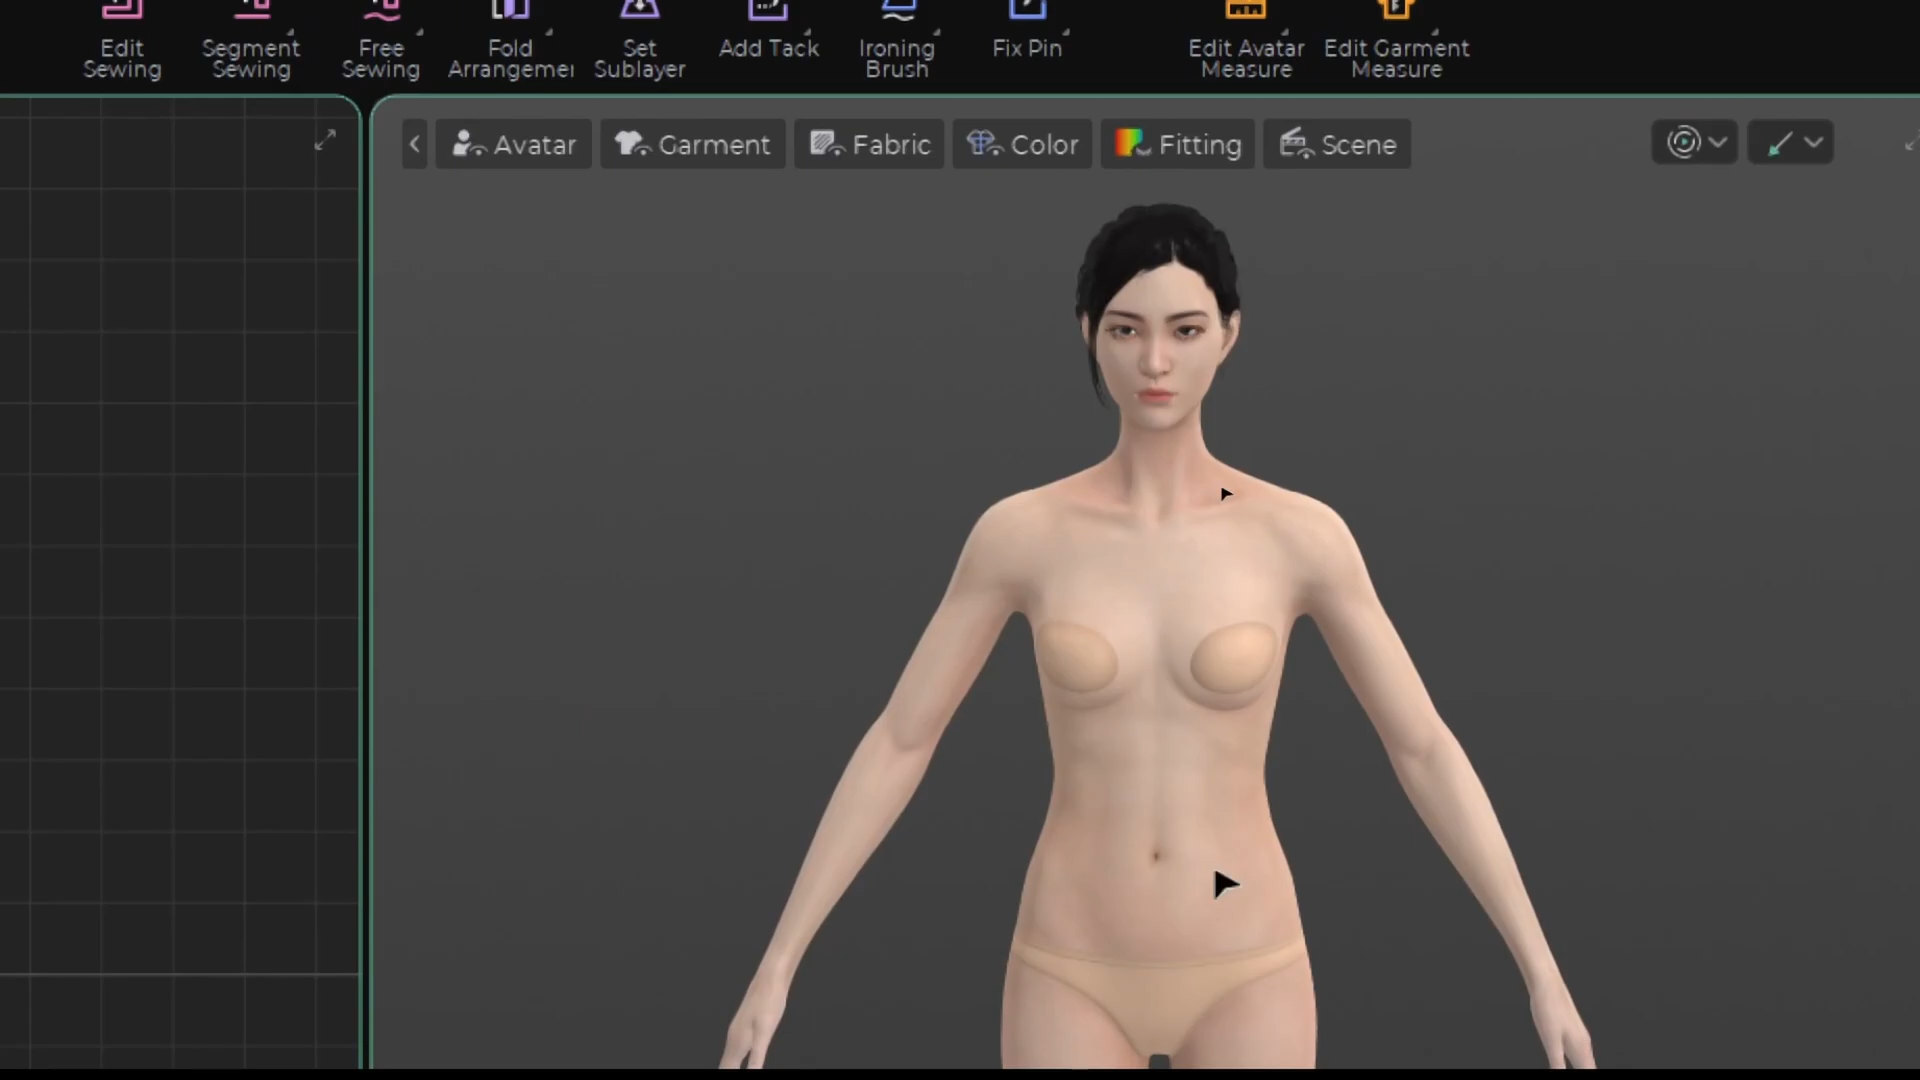 Edit Sewing
Segment Sewing
Free Sewing
Fold Arrangemei
Set Sublayer
Add Tack
Ironing Brush
Fix Pin
Edit Avatar Measure
Edit Garment Measure
Avatar
Garment
Fabric
Color
Fitting
Scene